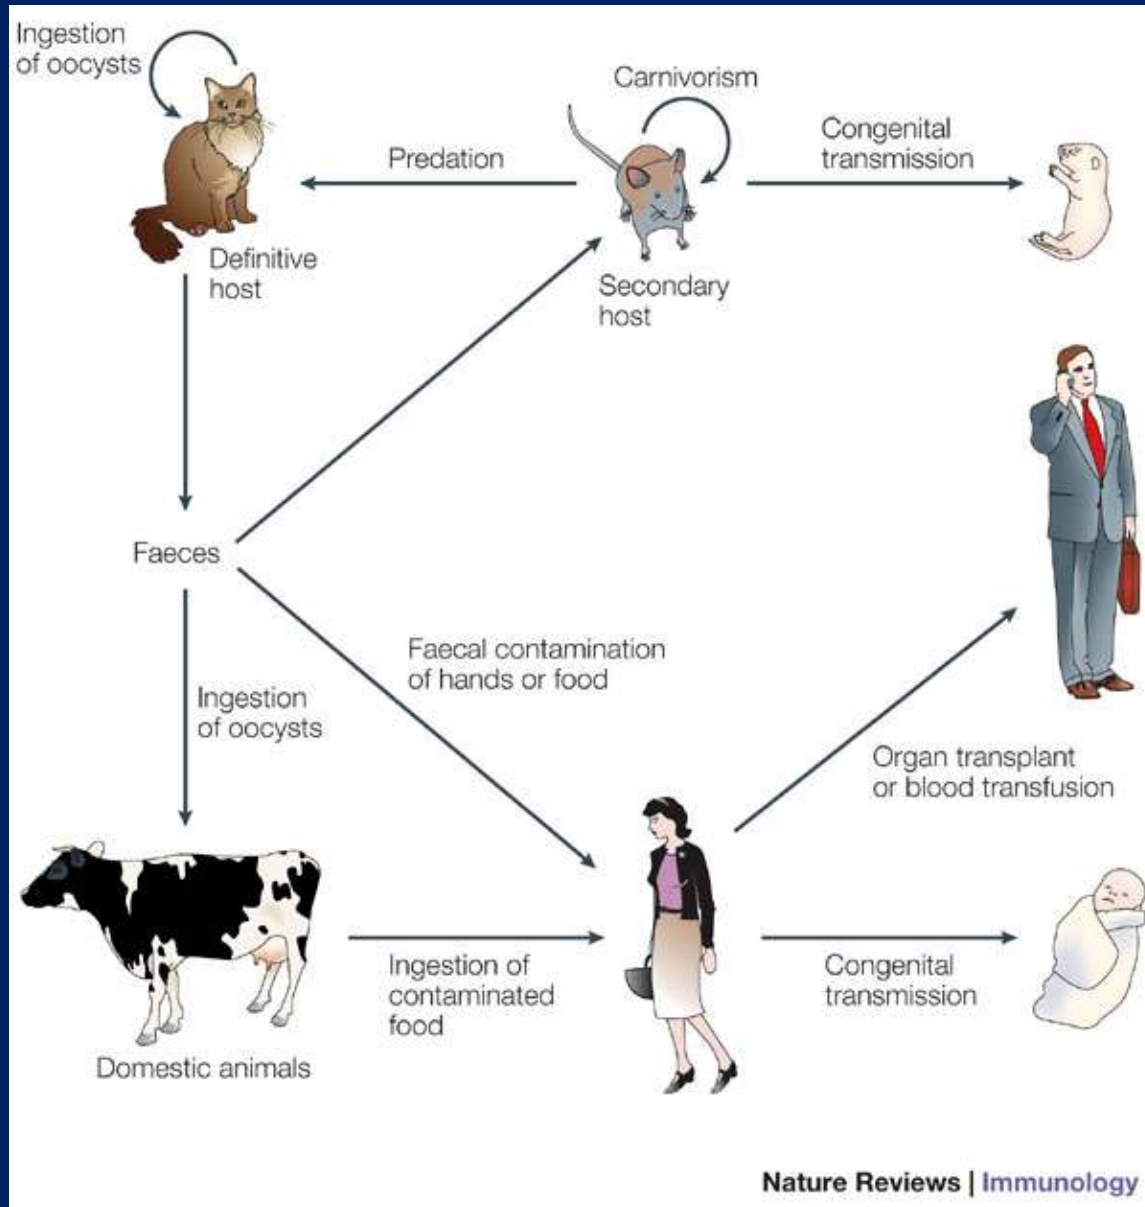 Ingestion
of oocysts
Carnivorism
Congenital
transmission
Predation
Definitive
host
Secondary
host
Faeces
Faecal contamination
of hands or food
Ingestion
of oocysts
Organ transplant
or blood transfusion
Ingestion of
contaminated
food
Congenital
transmission
Domestic animals
Nature Reviews | Immunology